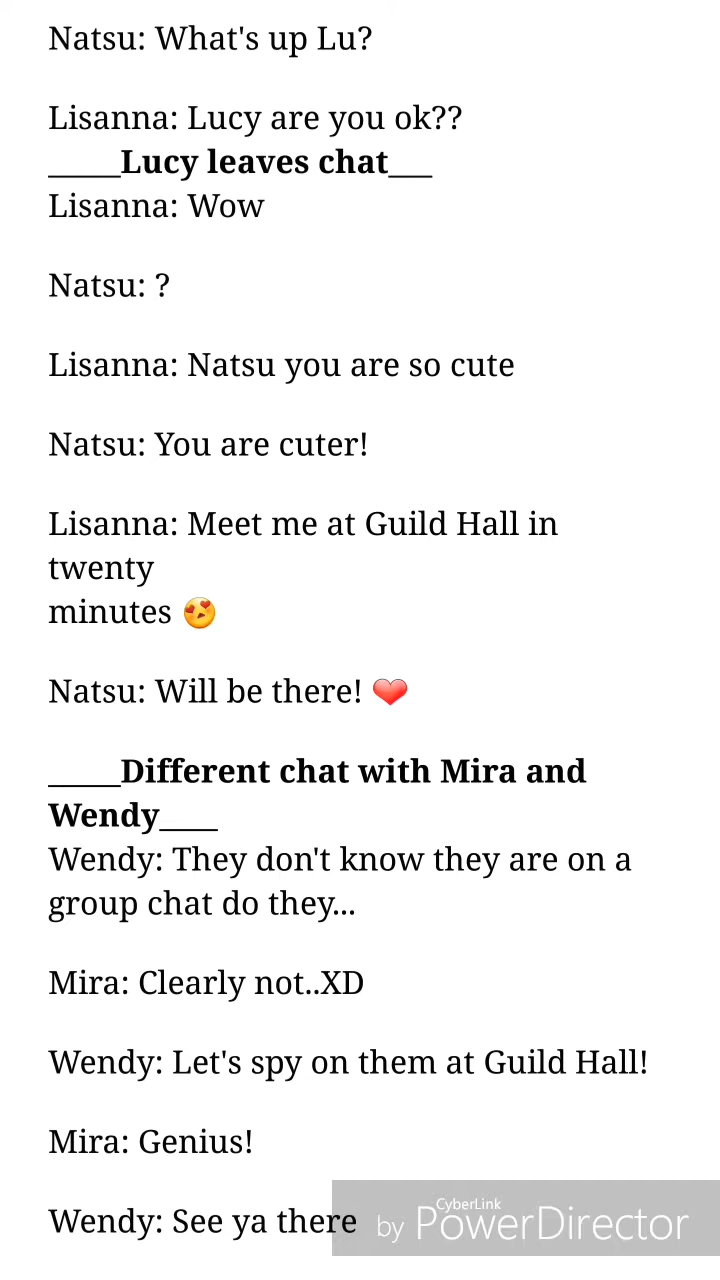 Natsu: What's up Lu?
Lisanna: Lucy are you ok??
_____Lucy leaves chat___
Lisanna: Wow
Natsu: ?
Lisanna: Natsu you are so cute
Natsu: You are cuter!
Lisanna: Meet me at Guild Hall in
twenty
minutes 😍
Natsu: Will be there! ❤
_____Different chat with Mira and
Wendy____
Wendy: They don't know they are on a
group chat do they...
Mira: Clearly not..XD
Wendy: Let's spy on them at Guild Hall!
Mira: Genius!
Wendy: See ya there
CyberLink
by PowerDirector